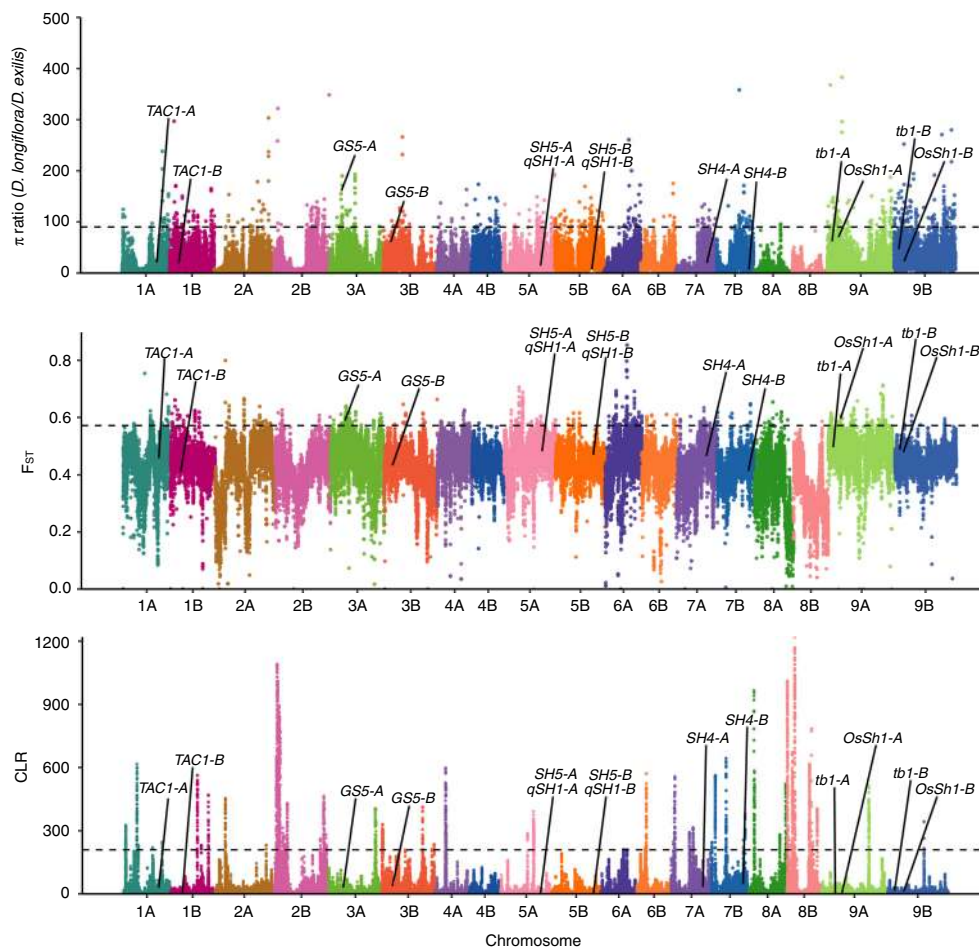 π ratio (D. longiflora/D. exilis)
500
400
300
200
100
0
TAC1-A
TAC1-B
GS5-A
GS5-B
SH5-A
qSH1-A
SH5-B
qSH1-B
SH4-A
SH4-B
tb1-A
OsSh1-A
tb1-B
OsSh1-B
1A 1B 2A 2B 3A 3B 4A 4B 5A 5B 6A 6B 7A 7B 8A 8B 9A 9B
FST
0.8
0.6
0.4
0.2
0.0
TAC1-A
TAC1-B
GS5-A
GS5-B
SH5-A
qSH1-A
SH5-B
qSH1-B
SH4-A
SH4-B
tb1-A
OsSh1-A
tb1-B
OsSh1-B
1A 1B 2A 2B 3A 3B 4A 4B 5A 5B 6A 6B 7A 7B 8A 8B 9A 9B
CLR
1200
900
600
300
0
TAC1-A
TAC1-B
GS5-A
GS5-B
SH5-A
qSH1-A
SH5-B
qSH1-B
SH4-A
SH4-B
tb1-A
OsSh1-A
tb1-B
OsSh1-B
1A 1B 2A 2B 3A 3B 4A 4B 5A 5B 6A 6B 7A 7B 8A 8B 9A 9B
Chromosome